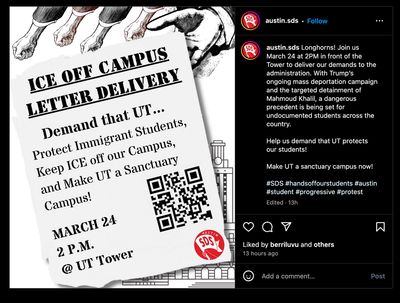 ICE OFF CAMPUS
LETTER DELIVERY
Demand that UT...
Protect Immigrant Students,
Keep ICE off our Campus,
and Make UT a Sanctuary
Campus!
MARCH 24
2 P.M.
@ UT Tower
SDS
austin.sds • Follow
austin.sds Longhorns! Join us
March 24 at 2PM in front of the
Tower to deliver our demands to the
administration. With Trump's
ongoing mass deportation campaign
and the targeted detainment of
Mahmoud Khalil, a dangerous
precedent is being set for
undocumented students across the
country.
Help us demand that UT protects
our students!
Make UT a sanctuary campus now!
#SDS #handsoffourstudents #austin
#student #progressive #protest
Edited · 13h
Liked by berriluvu and others
13 hours ago
Add a comment...
Post